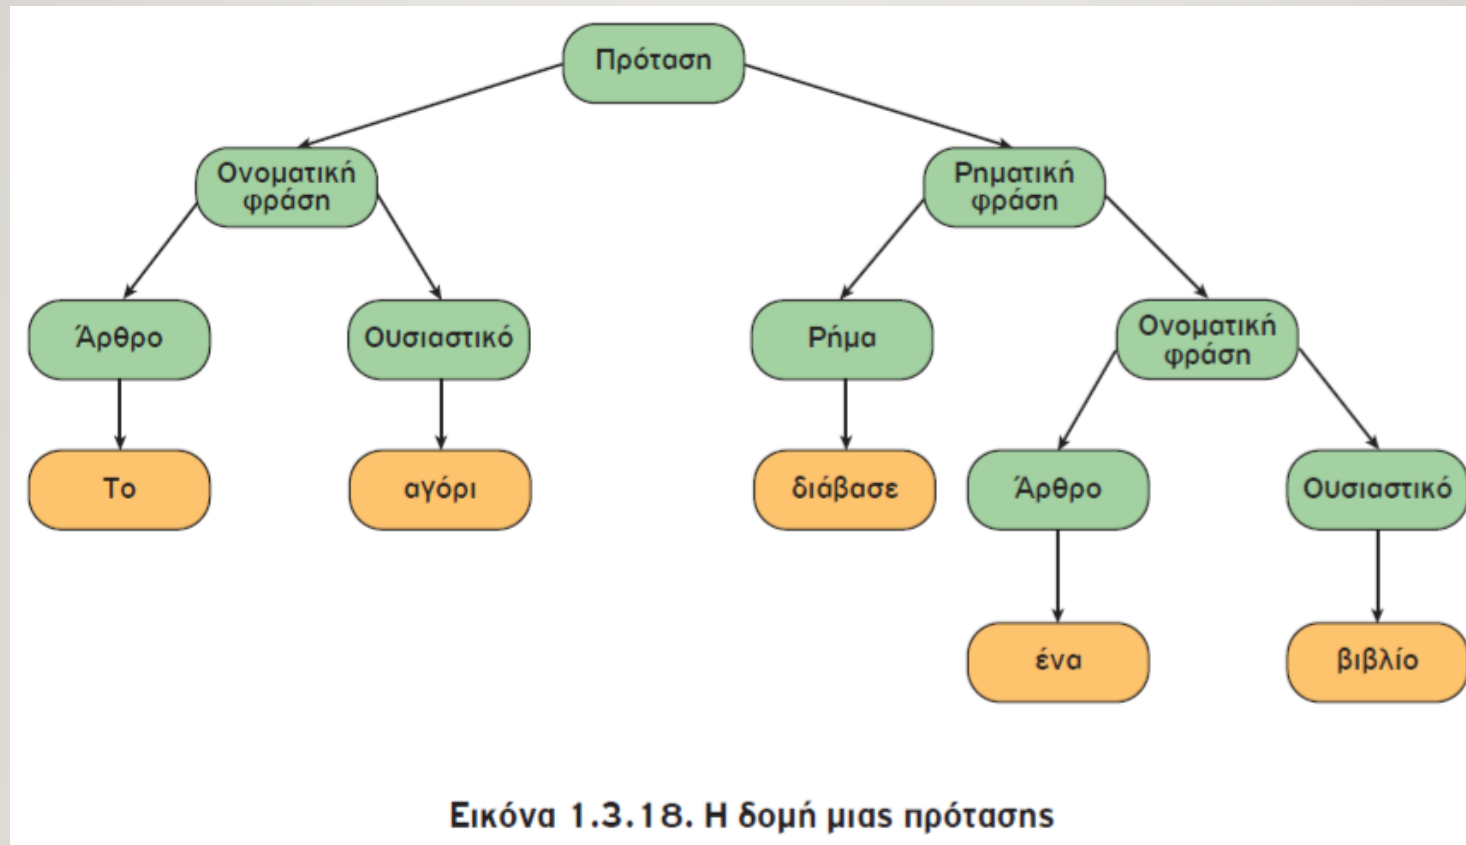 Πρόταση
Ονοματική
φράση
Ρηματική
φράση
Άρθρο
Ουσιαστικό
Ρήμα
Ονοματική
φράση
Το
αγόρι
διάβασε
Άρθρο
Ουσιαστικό
ένα
βιβλίο
Εικόνα 1.3.18. Η δομή μιας πρότασης